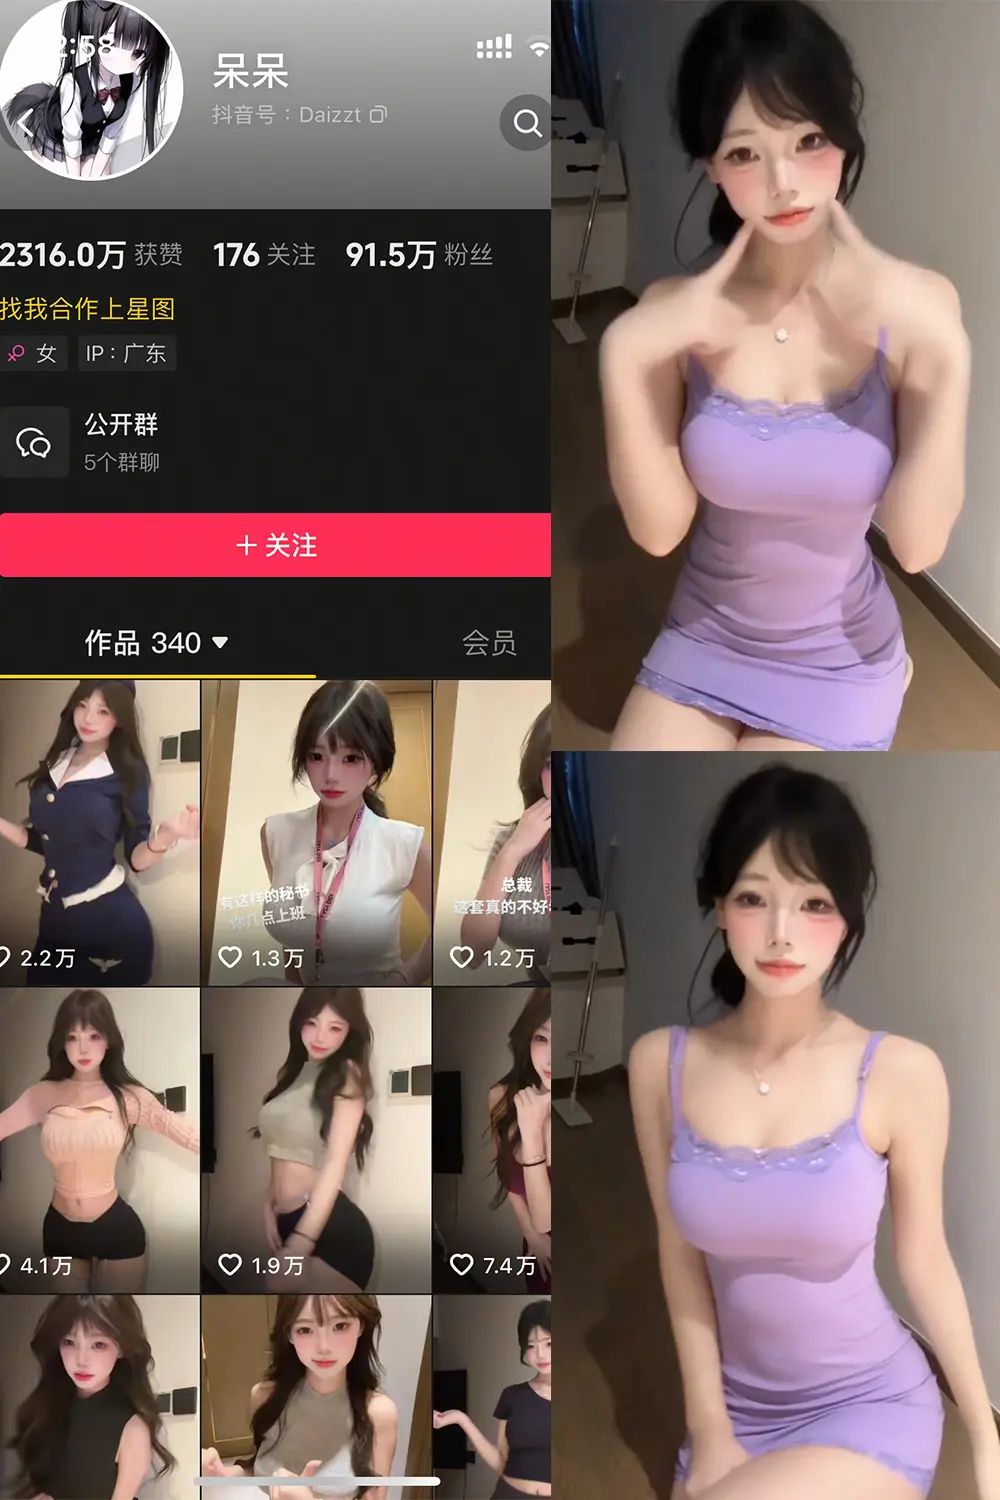 2:58
呆呆
抖音号：Daizzt
2316.0万 获赞 176 关注 91.5万 粉丝
找我合作上星图
女 IP：广东
公开群
5个群聊
+ 关注
作品 340 会员
有这样的秘书
你几点上班
总裁
这套真的不好
2.2万 1.3万 1.2万
4.1万 1.9万 7.4万